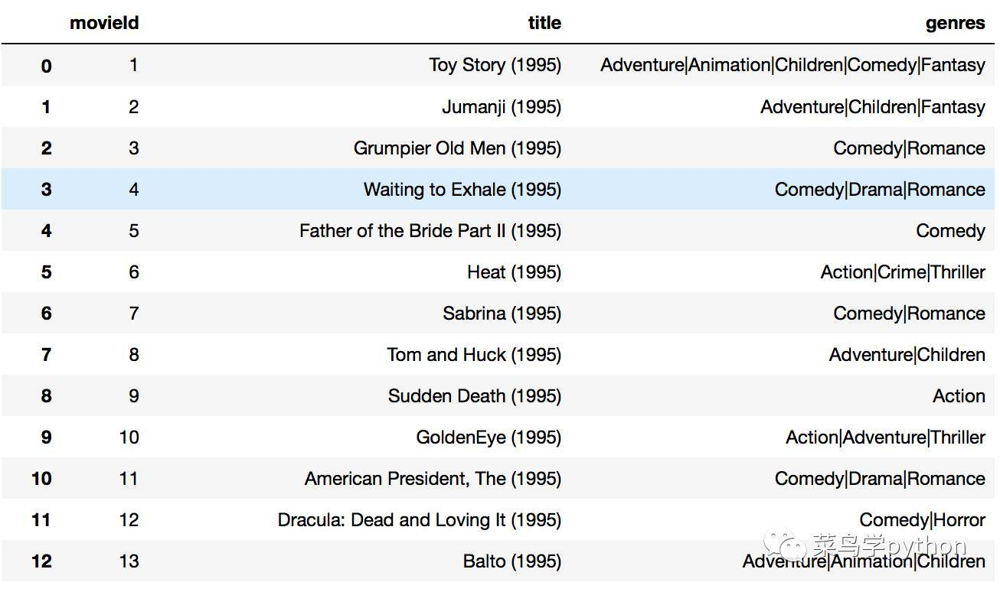 movieId title genres
0 1 Toy Story (1995) Adventure|Animation|Children|Comedy|Fantasy
1 2 Jumanji (1995) Adventure|Children|Fantasy
2 3 Grumpier Old Men (1995) Comedy|Romance
3 4 Waiting to Exhale (1995) Comedy|Drama|Romance
4 5 Father of the Bride Part II (1995) Comedy
5 6 Heat (1995) Action|Crime|Thriller
6 7 Sabrina (1995) Comedy|Romance
7 8 Tom and Huck (1995) Adventure|Children
8 9 Sudden Death (1995) Action
9 10 GoldenEye (1995) Action|Adventure|Thriller
10 11 American President, The (1995) Comedy|Drama|Romance
11 12 Dracula: Dead and Loving It (1995) Comedy|Horror
菜鸟学python
12 13 Balto (1995) Adventure|Animation|Children